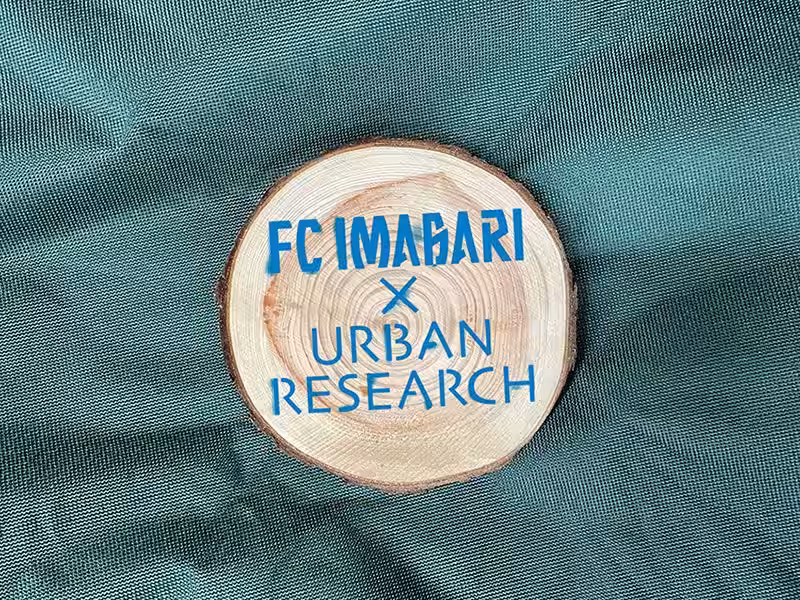 FC IMABARI
×
URBAN
RESEARCH